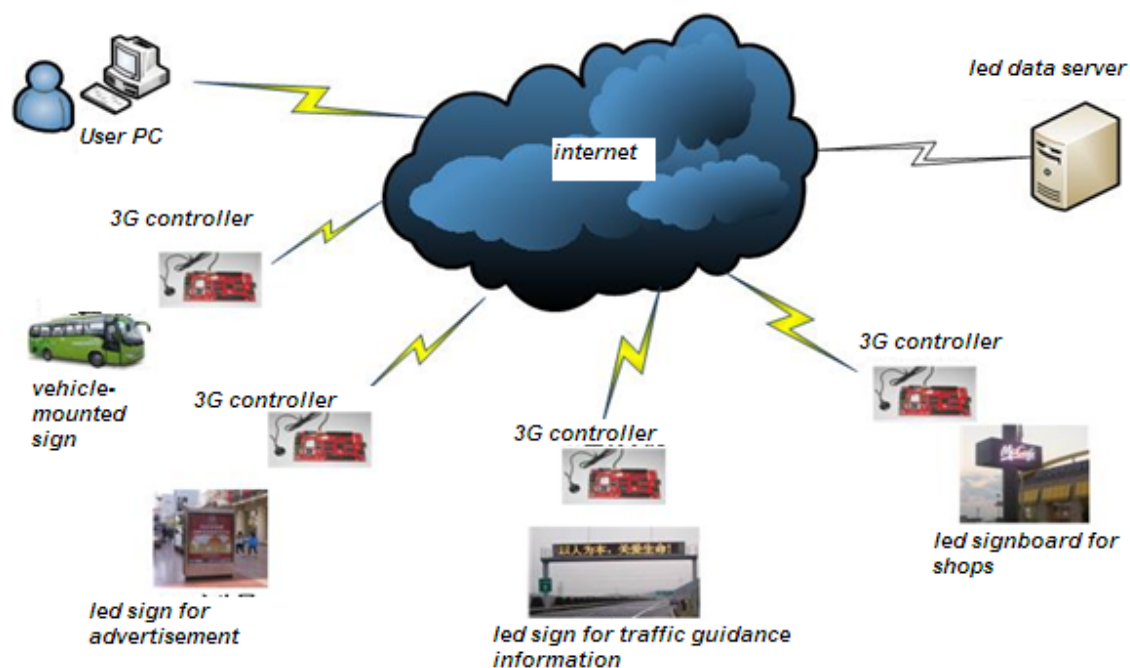 led data server
User PC
internet
3G controller
3G controller
vehicle-
mounted
sign
3G controller
3G controller
以人为本，关爱生命!
McCafe
led sign for
advertisement
led sign for traffic guidance
information
led signboard for
shops